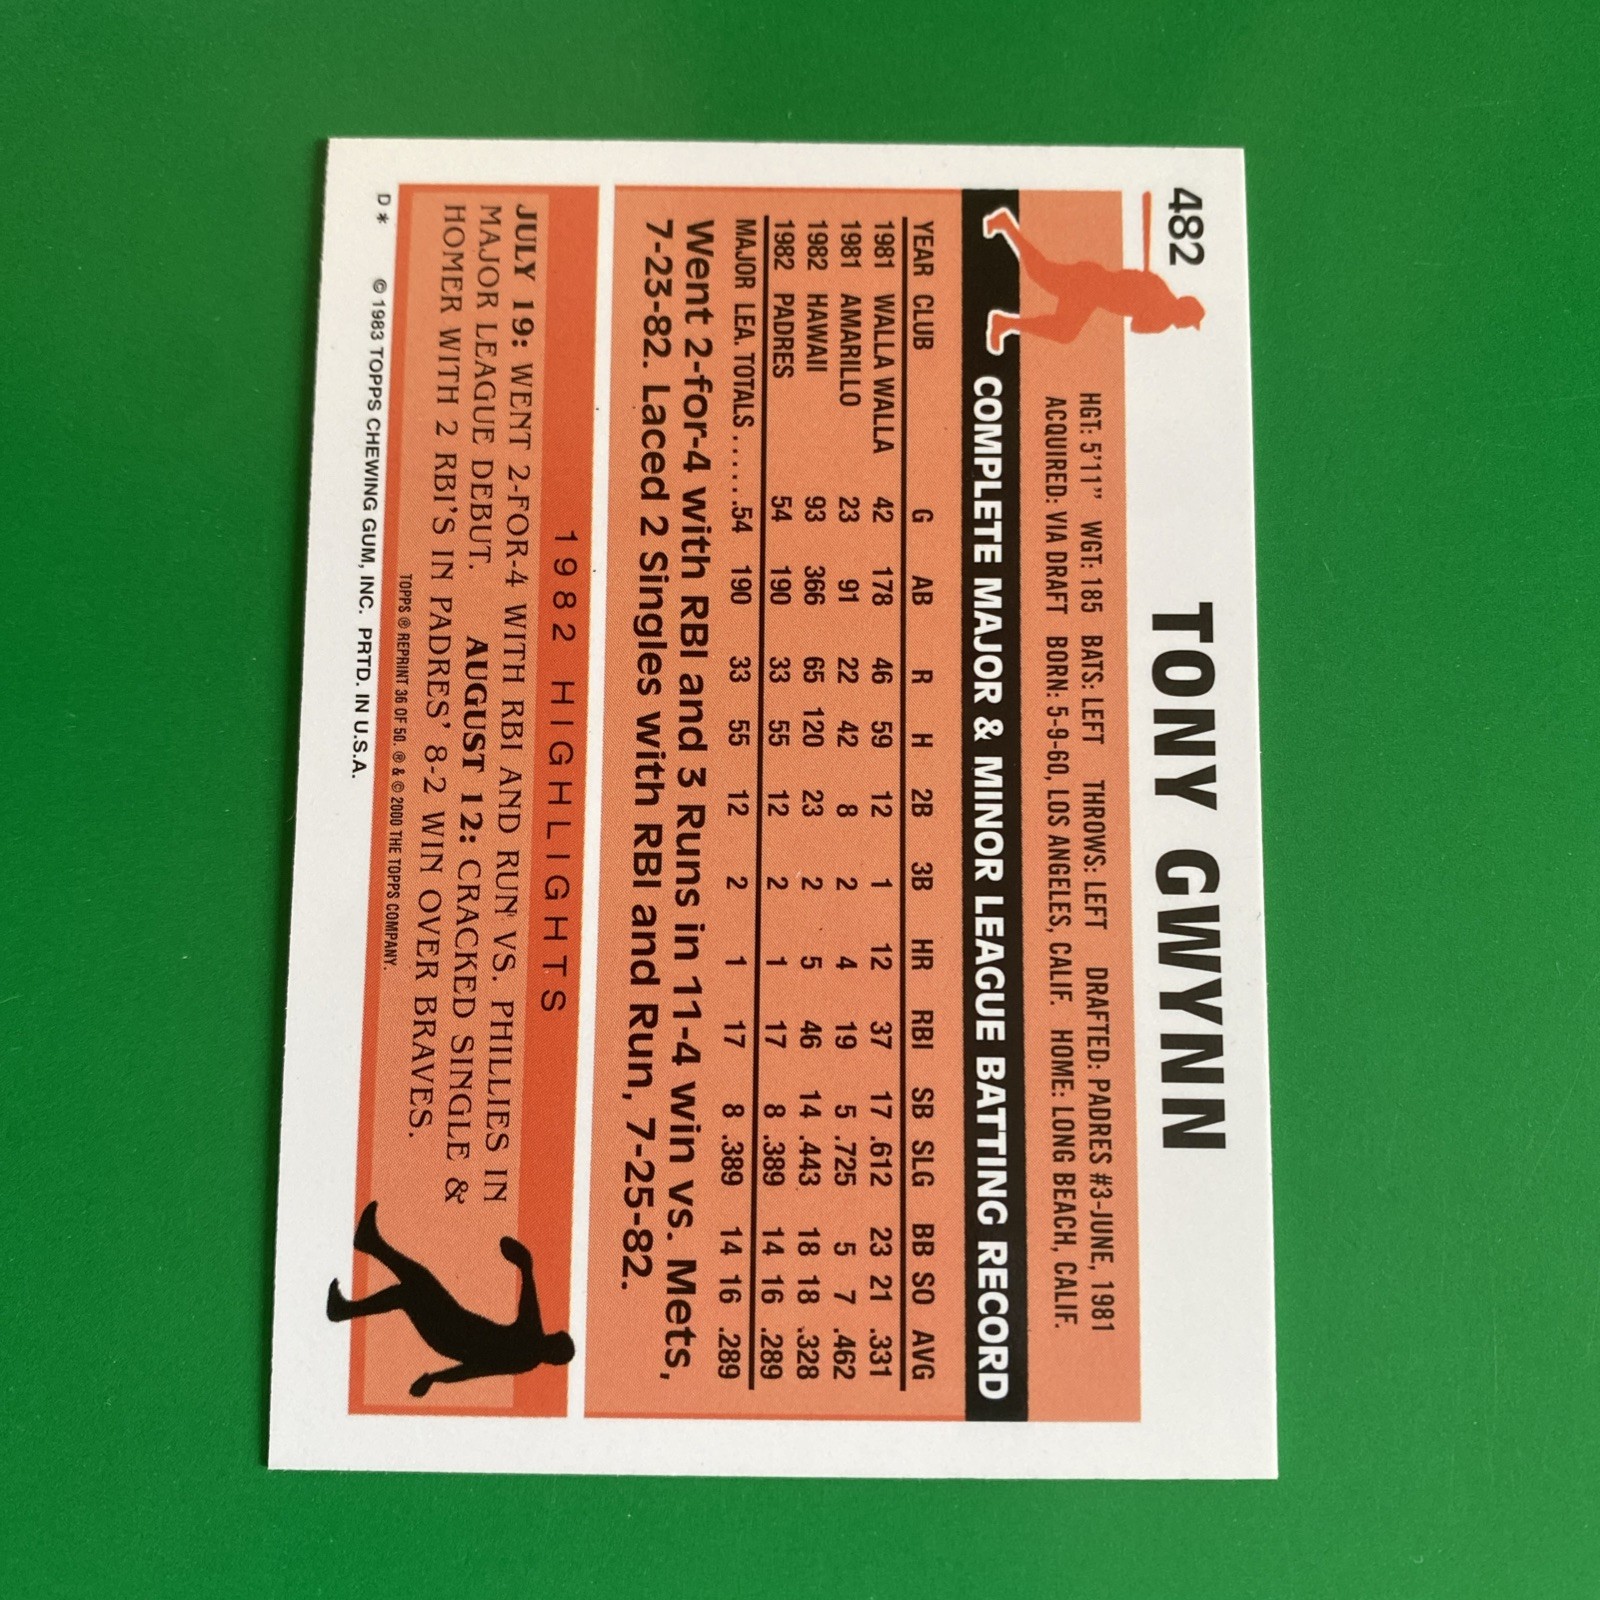 482
TONY GWYNN
HGT: 5'11" WGT: 185 BATS: LEFT THROWS: LEFT DRAFTED: PADRES #3-JUNE, 1981
ACQUIRED: VIA DRAFT BORN: 5-9-60, LOS ANGELES, CALIF. HOME: LONG BEACH, CALIF.
COMPLETE MAJOR & MINOR LEAGUE BATTING RECORD
YEAR CLUB G AB R H 2B 3B HR RBI SB SLG BB SO AVG
1981 WALLA WALLA 42 178 46 59 12 1 12 37 17 .612 23 21 .331
1981 AMARILLO 23 91 22 42 8 2 4 19 5 .725 5 7 .462
1982 HAWAII 93 366 65 120 23 2 5 46 14 .443 18 18 .328
1982 PADRES 54 190 33 55 12 2 1 17 8 .389 14 16 .289
MAJOR LEA. TOTALS......54 190 33 55 12 2 1 17 8 .389 14 16 .289
Went 2-for-4 with RBI and 3 Runs in 11-4 win vs. Mets,
7-23-82. Laced 2 Singles with RBI and Run, 7-25-82.
1982 HIGHLIGHTS
JULY 19: WENT 2-FOR-4 WITH RBI AND RUN VS. PHILLIES IN
MAJOR LEAGUE DEBUT. AUGUST 12: CRACKED SINGLE &
HOMER WITH 2 RBI'S IN PADRES' 8-2 WIN OVER BRAVES.
TOPPS ® REPRINT 36 OF 50. ® & © 2000 THE TOPPS COMPANY.
D* © 1983 TOPPS CHEWING GUM, INC. PRTD. IN U.S.A.